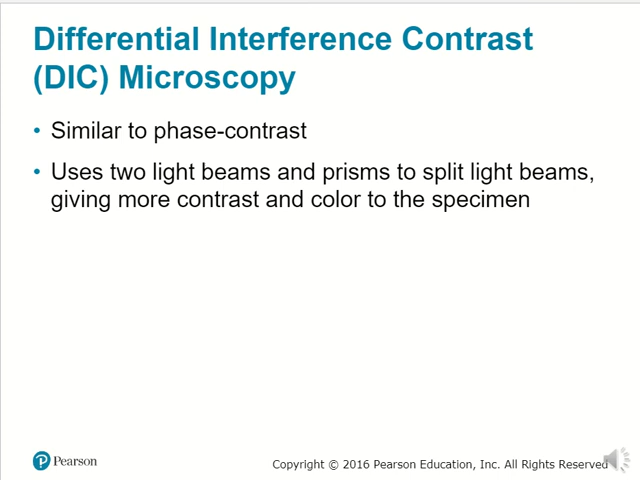 Differential Interference Contrast
(DIC) Microscopy
• Similar to phase-contrast
• Uses two light beams and prisms to split light beams,
giving more contrast and color to the specimen
Pearson
Copyright © 2016 Pearson Education, Inc. All Rights Reserved